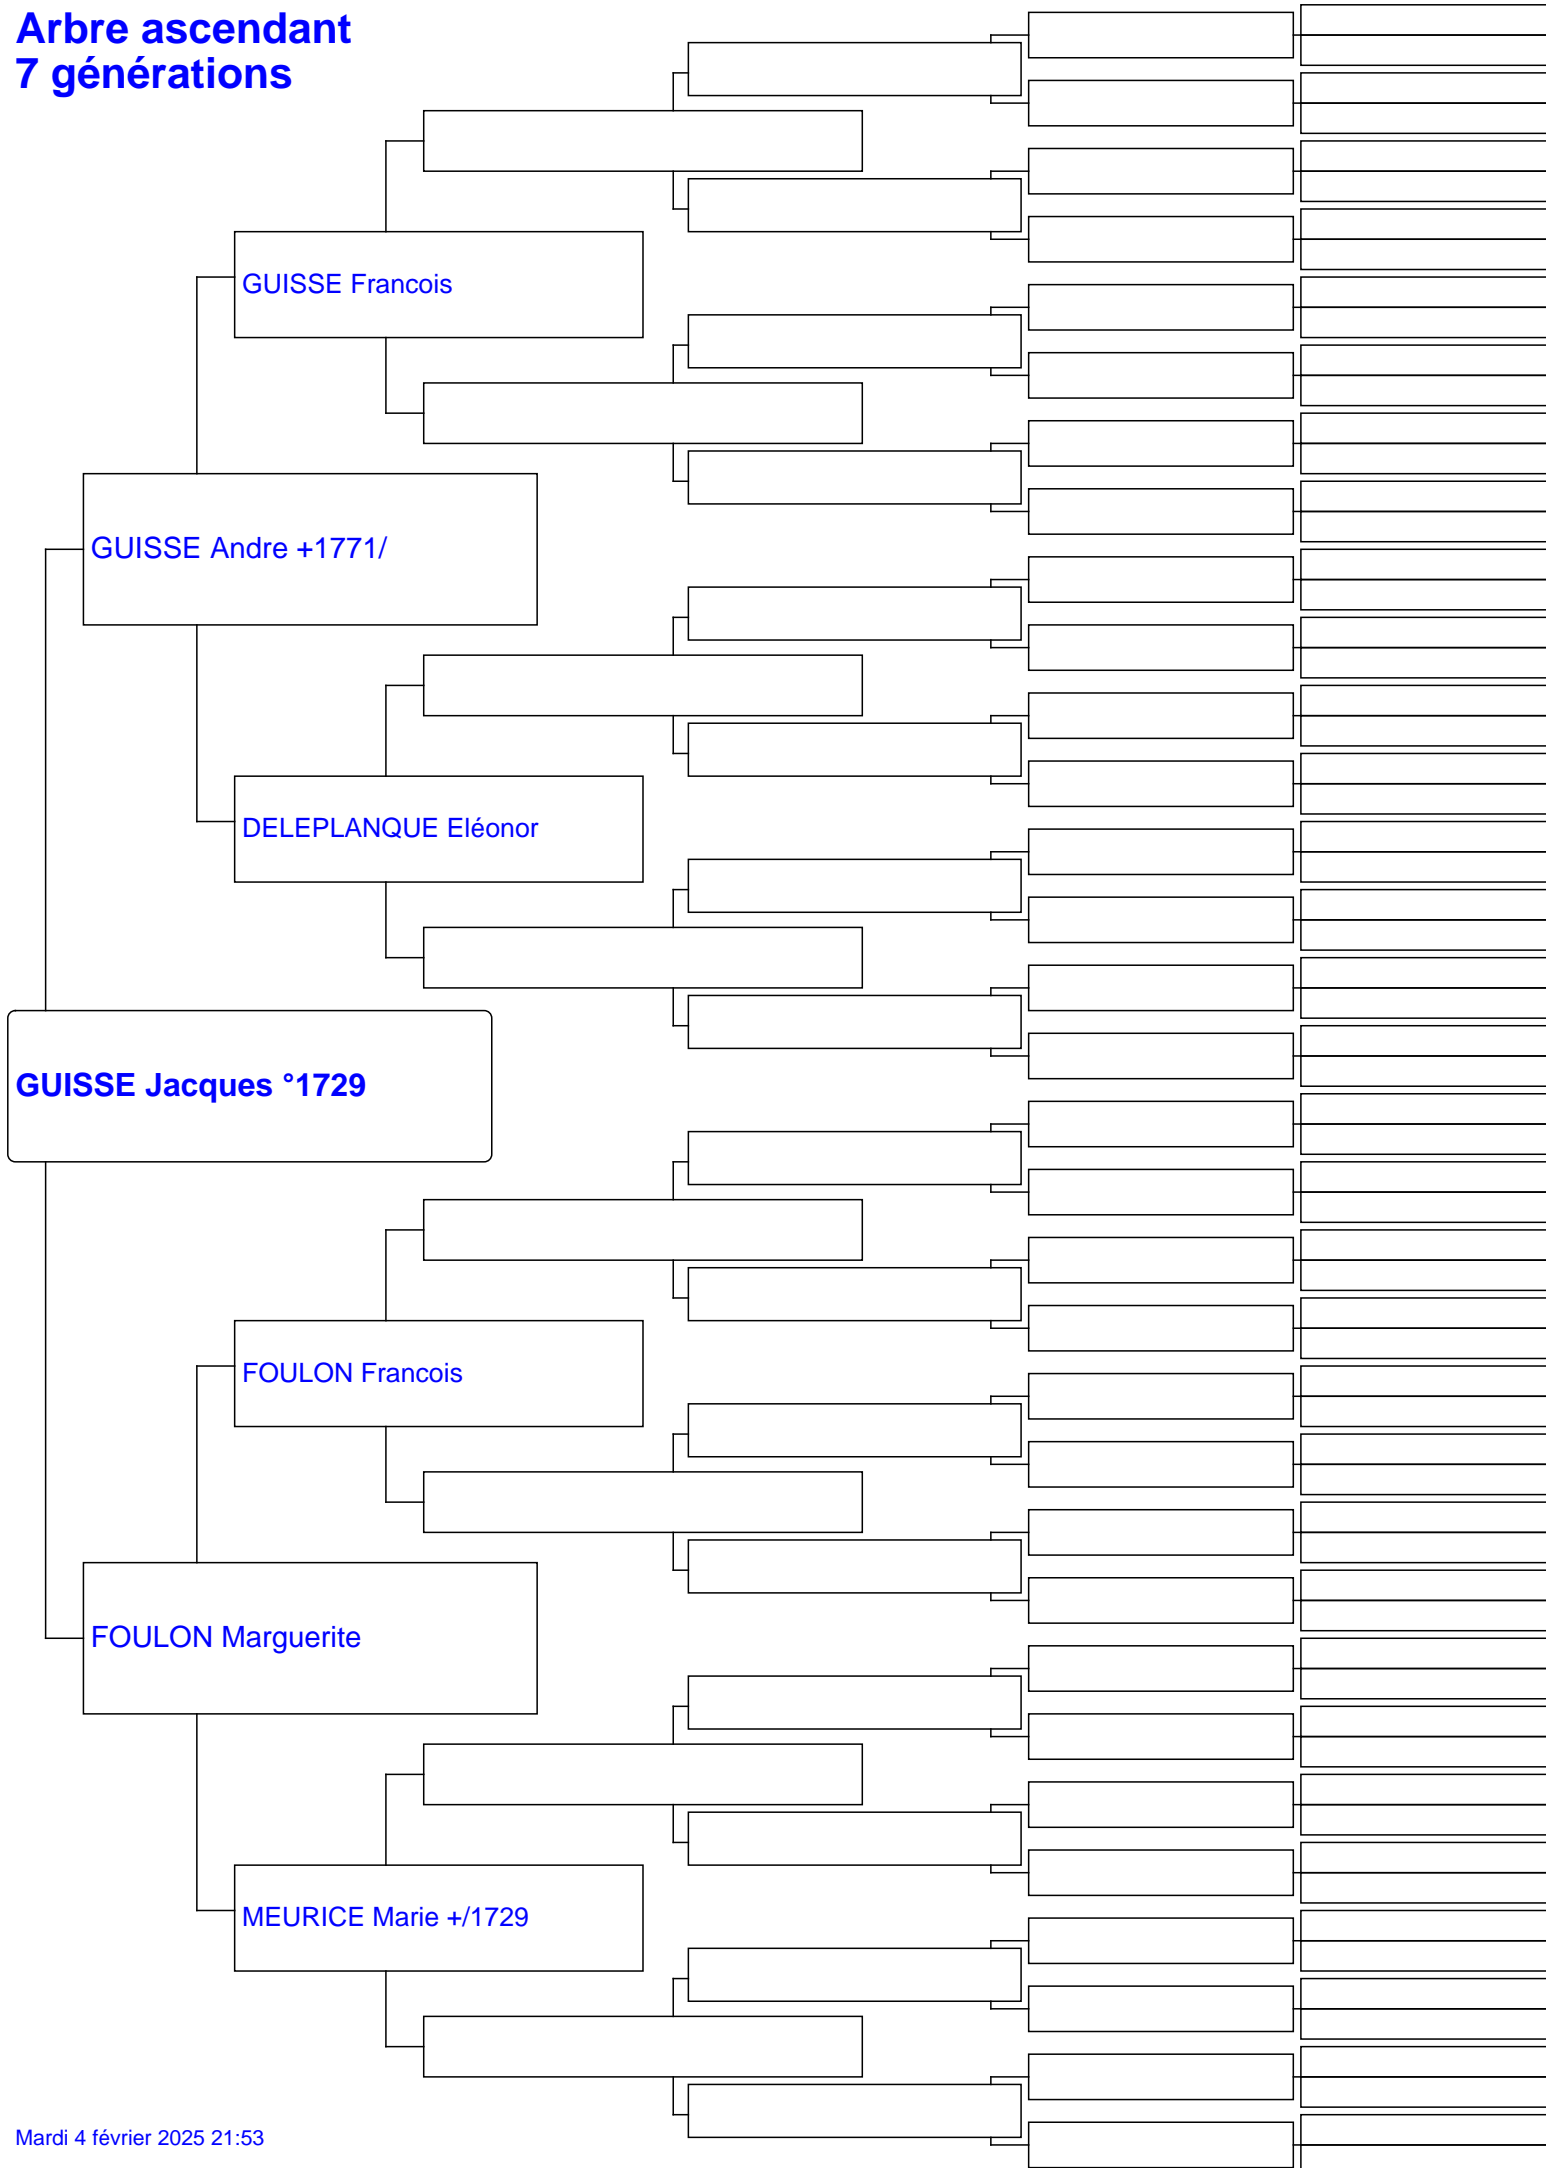 Arbre ascendant
7 générations
GUISSE Francois
GUISSE Andre +1771/
DELEPLANQUE Eléonor
GUISSE Jacques °1729
FOULON Francois
FOULON Marguerite
MEURICE Marie +/1729
Mardi 4 février 2025 21:53